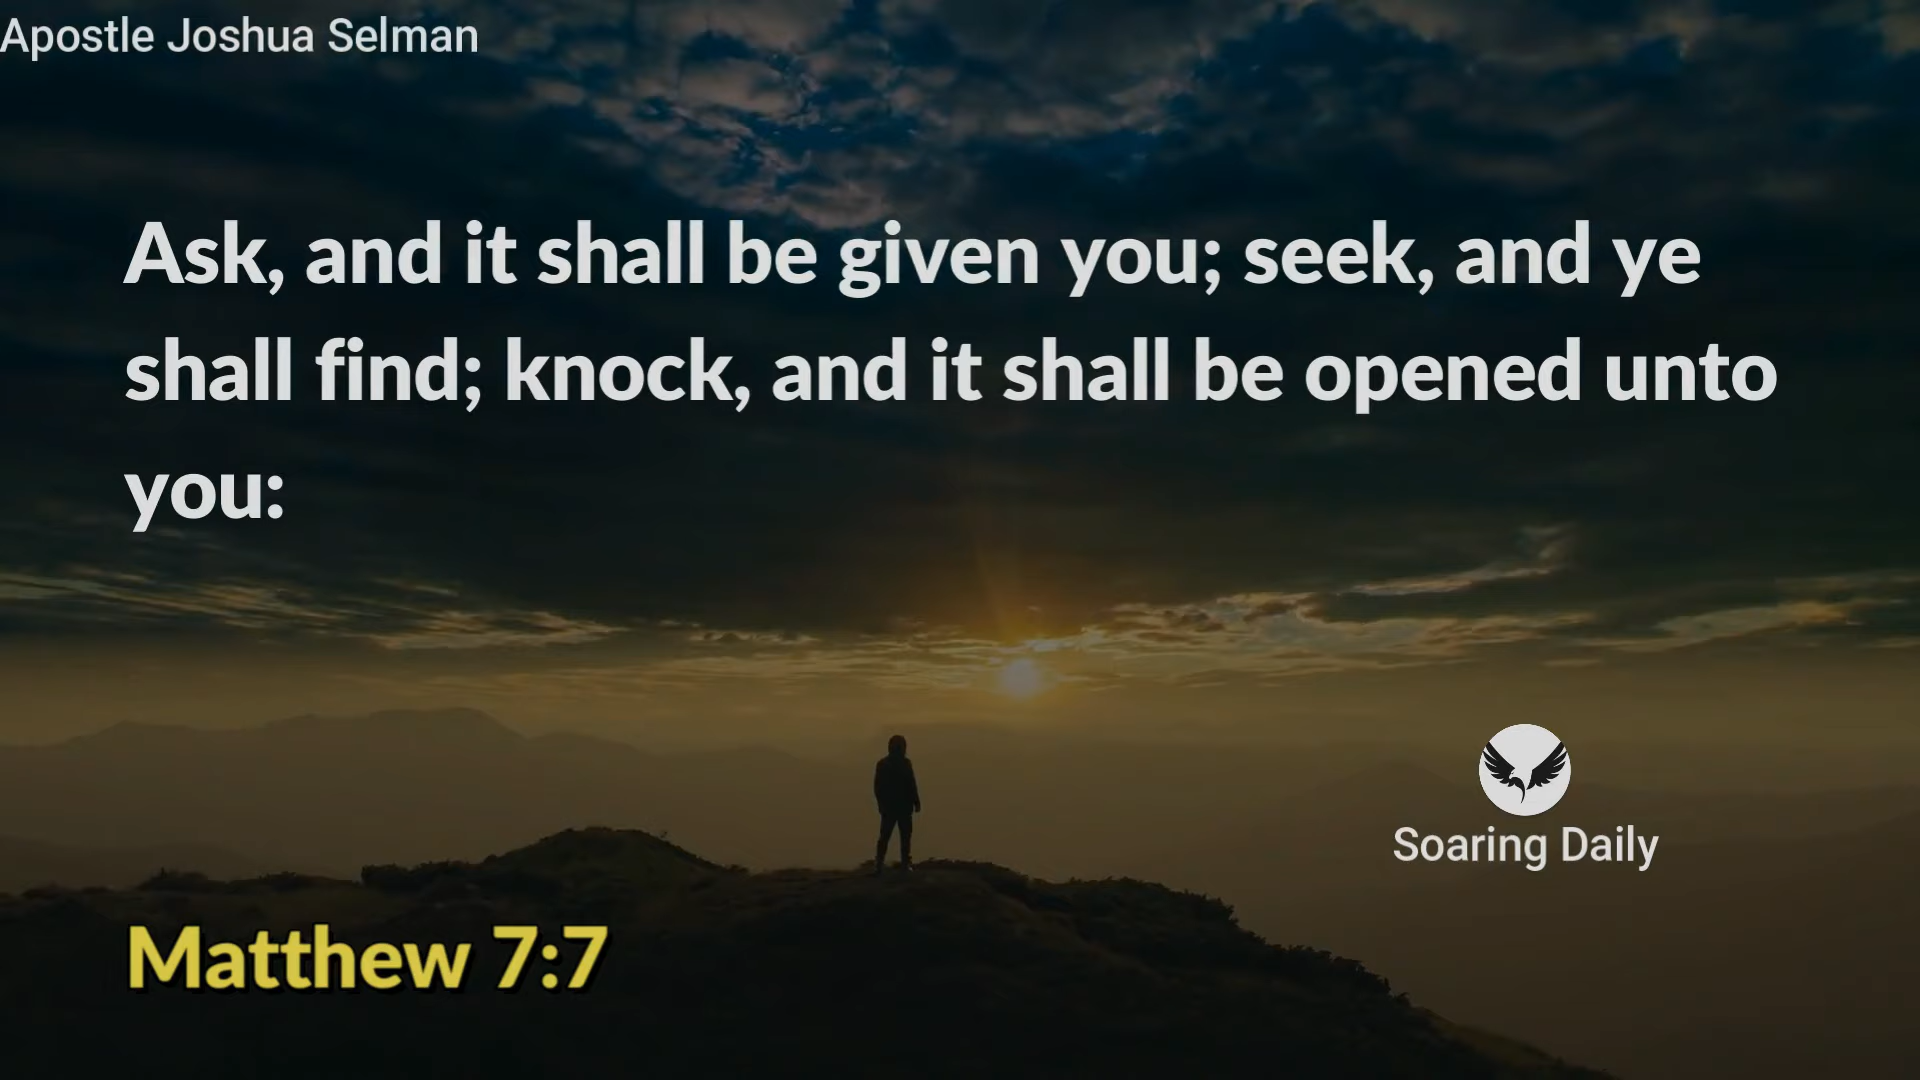 Apostle Joshua Selman
Ask, and it shall be given you; seek, and ye
shall find; knock, and it shall be opened unto
you:
Soaring Daily
Matthew 7:7